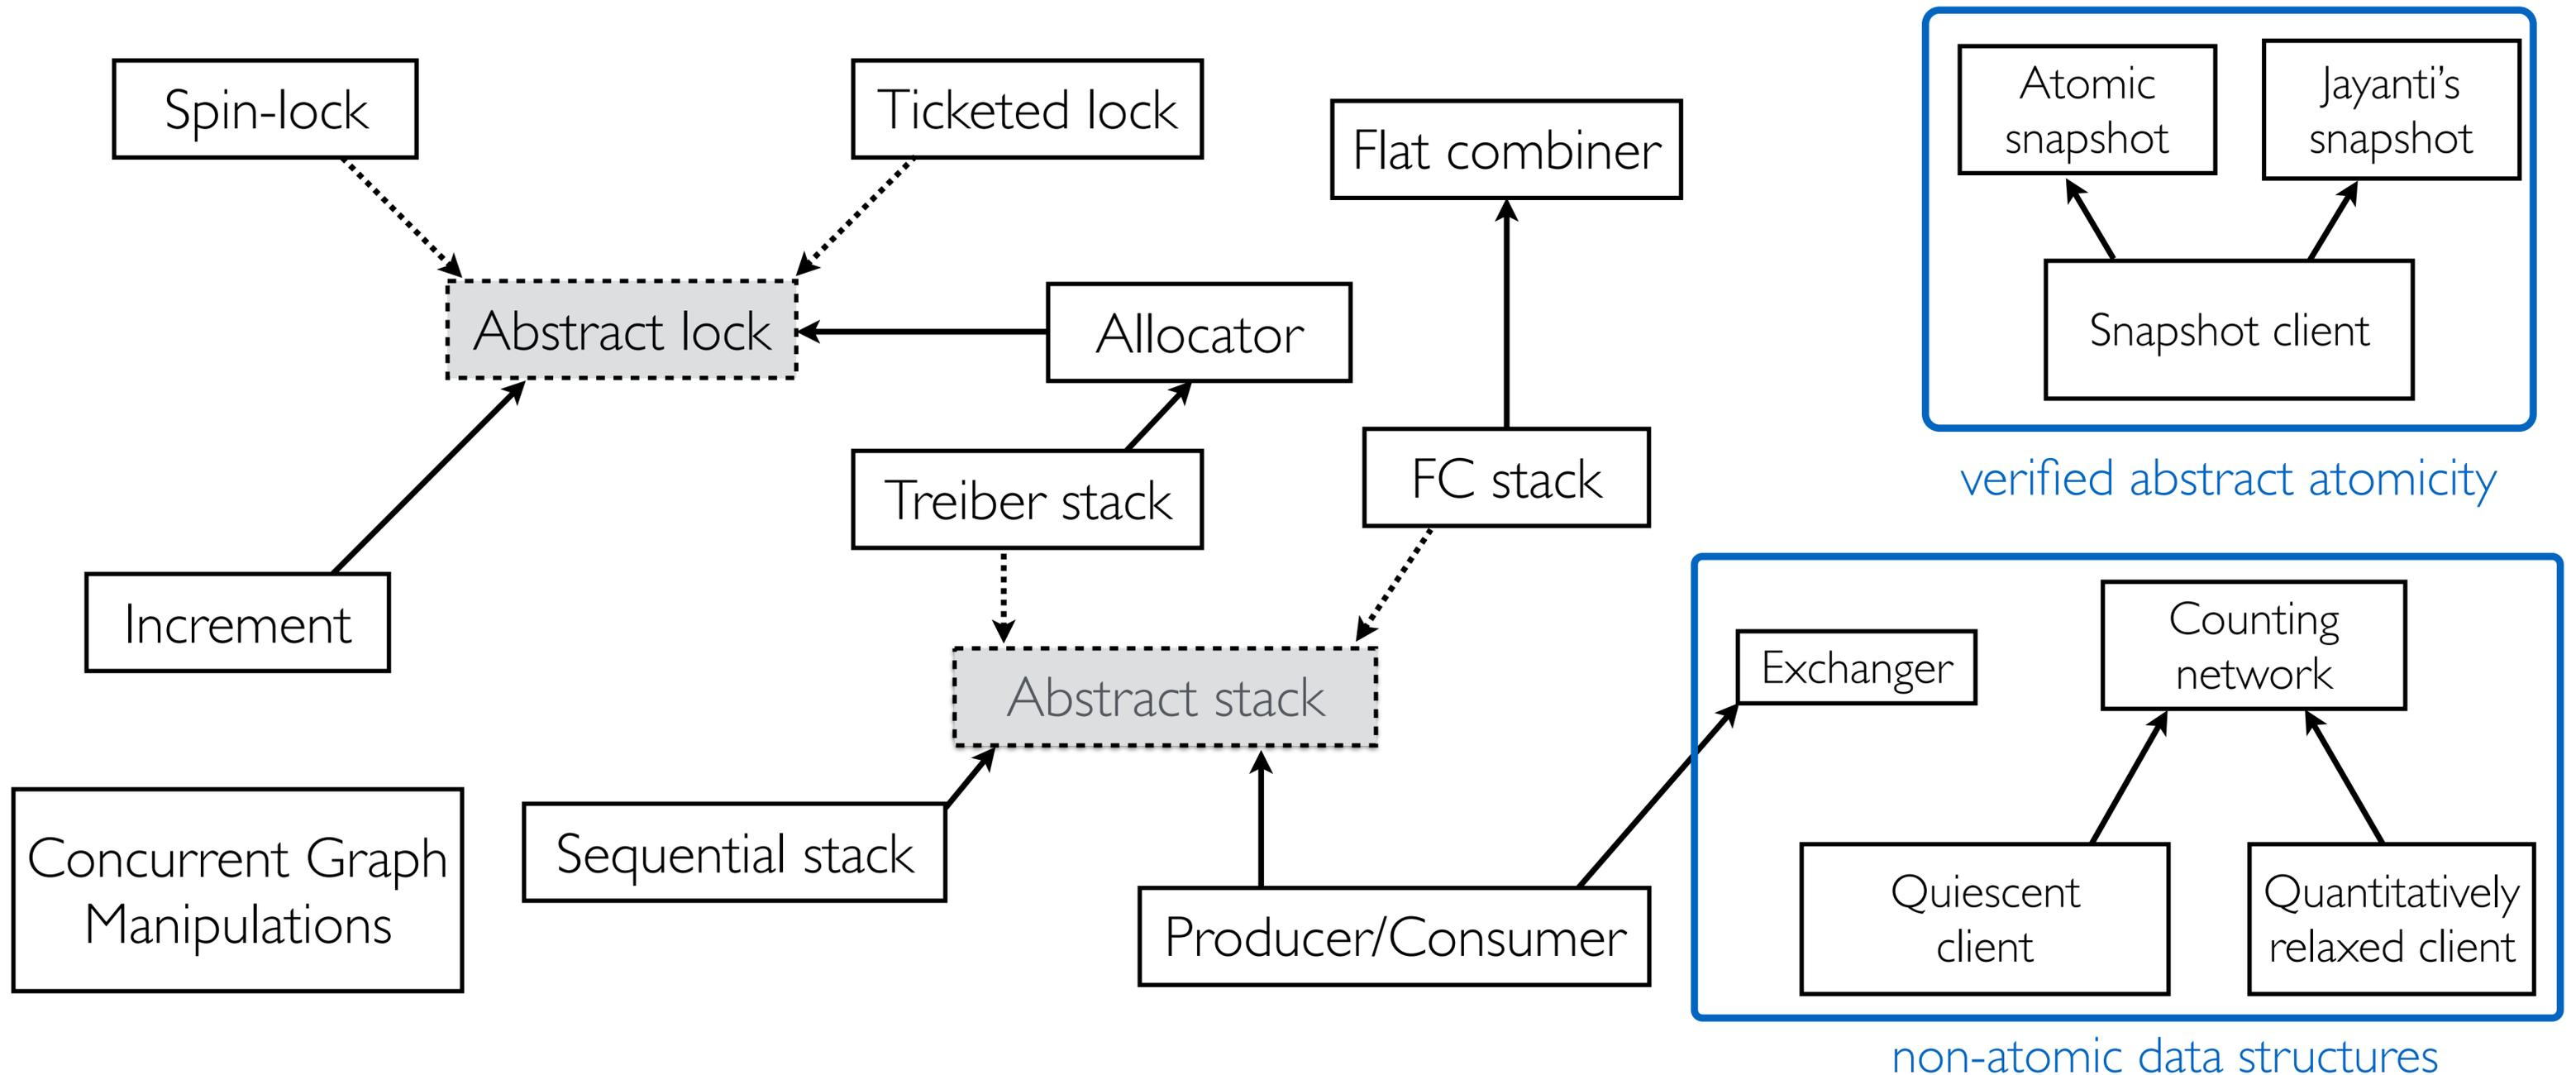 Spin-lock
Ticketed lock
Flat combiner
Atomic
snapshot
Jayanti’s
snapshot
Abstract lock
Allocator
Snapshot client
Treiber stack
FC stack
verified abstract atomicity
Increment
Abstract stack
Exchanger
Counting
network
Concurrent Graph
Manipulations
Sequential stack
Producer/Consumer
Quiescent
client
Quantitatively
relaxed client
non-atomic data structures